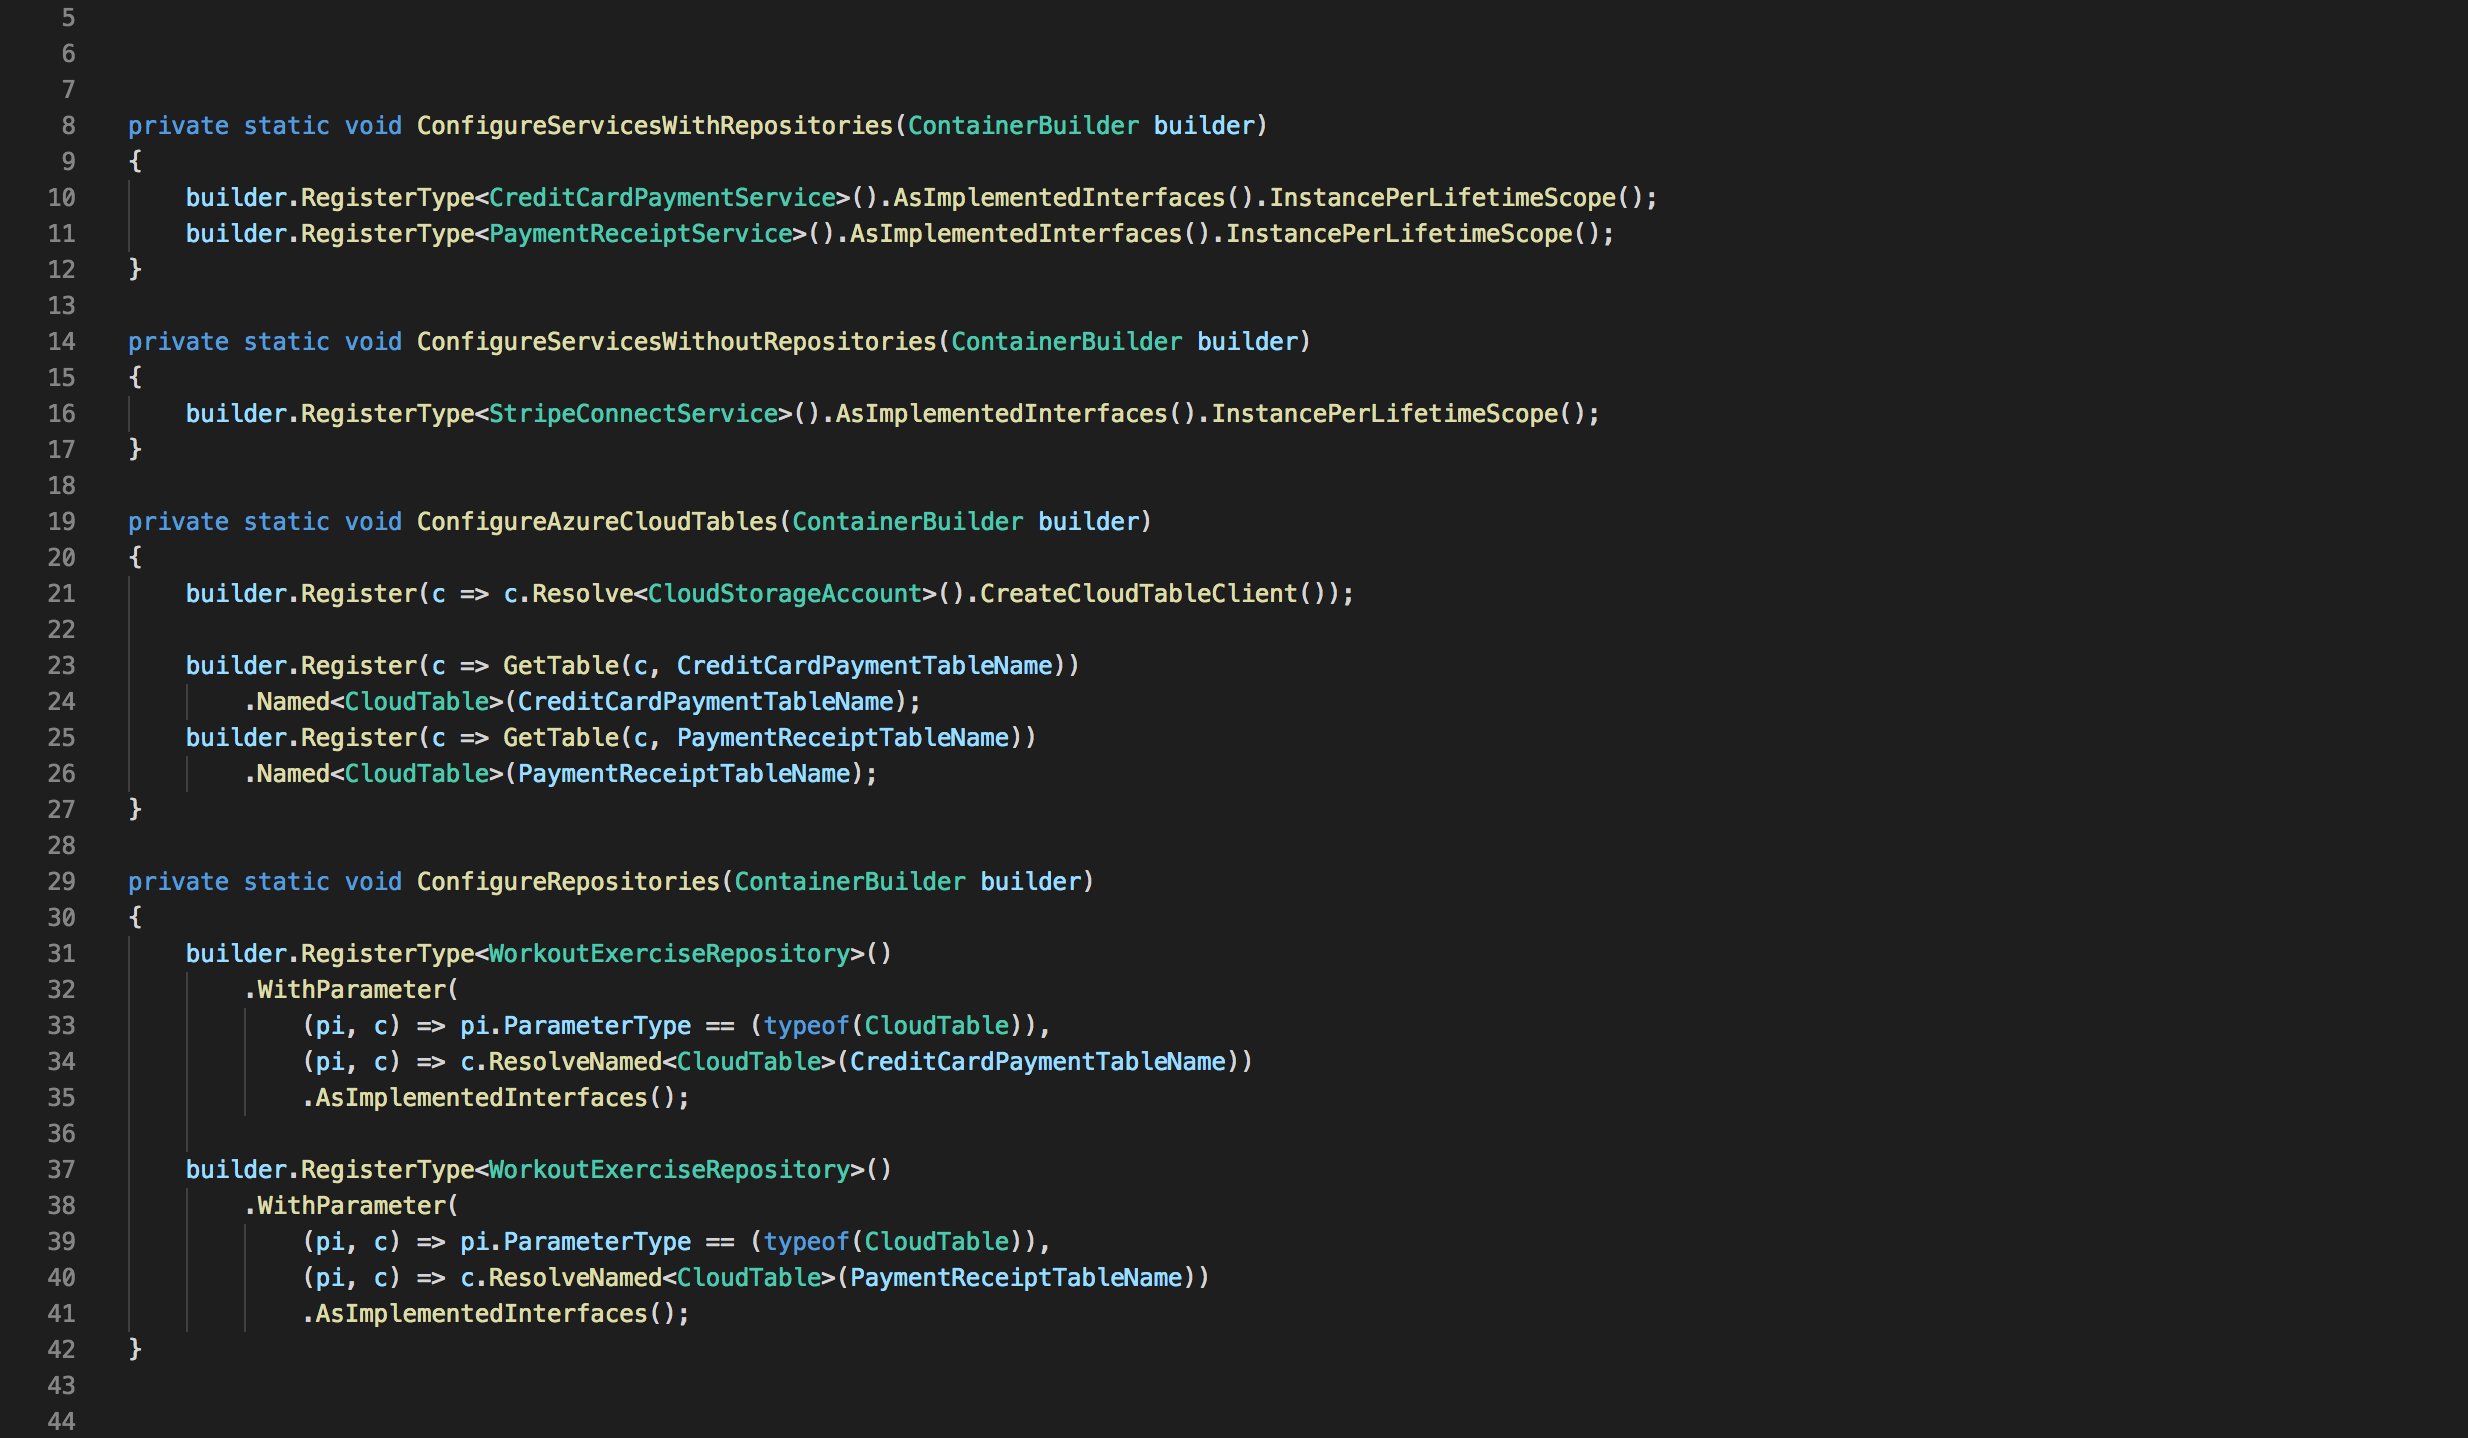 5
6
7
8 private static void ConfigureServicesWithRepositories(ContainerBuilder builder)
9 {
10 builder.RegisterType<CreditCardPaymentService>().AsImplementedInterfaces().InstancePerLifetimeScope();
11 builder.RegisterType<PaymentReceiptService>().AsImplementedInterfaces().InstancePerLifetimeScope();
12 }
13
14 private static void ConfigureServicesWithoutRepositories(ContainerBuilder builder)
15 {
16 builder.RegisterType<StripeConnectService>().AsImplementedInterfaces().InstancePerLifetimeScope();
17 }
18
19 private static void ConfigureAzureCloudTables(ContainerBuilder builder)
20 {
21 builder.Register(c => c.Resolve<CloudStorageAccount>().CreateCloudTableClient());
22
23 builder.Register(c => GetTable(c, CreditCardPaymentTableName))
24 .Named<CloudTable>(CreditCardPaymentTableName);
25 builder.Register(c => GetTable(c, PaymentReceiptTableName))
26 .Named<CloudTable>(PaymentReceiptTableName);
27 }
28
29 private static void ConfigureRepositories(ContainerBuilder builder)
30 {
31 builder.RegisterType<WorkoutExerciseRepository>()
32 .WithParameter(
33 (pi, c) => pi.ParameterType == (typeof(CloudTable)),
34 (pi, c) => c.ResolveNamed<CloudTable>(CreditCardPaymentTableName))
35 .AsImplementedInterfaces();
36
37 builder.RegisterType<WorkoutExerciseRepository>()
38 .WithParameter(
39 (pi, c) => pi.ParameterType == (typeof(CloudTable)),
40 (pi, c) => c.ResolveNamed<CloudTable>(PaymentReceiptTableName))
41 .AsImplementedInterfaces();
42 }
43
44